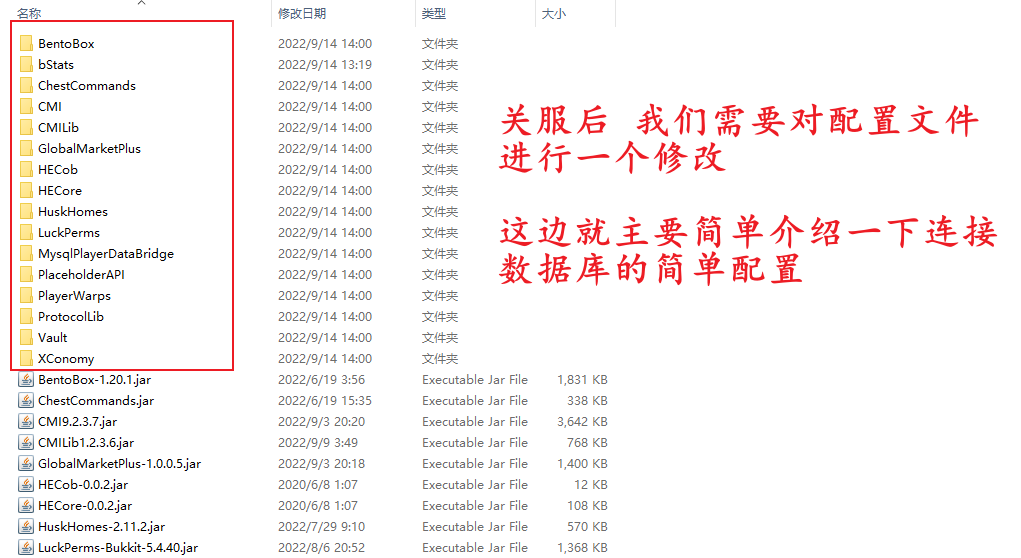 名称 修改日期 类型 大小
BentoBox 2022/9/14 14:00 文件夹
bStats 2022/9/14 13:19 文件夹
ChestCommands 2022/9/14 14:00 文件夹
CMI 2022/9/14 14:00 文件夹
CMILib 2022/9/14 14:00 文件夹
GlobalMarketPlus 2022/9/14 14:00 文件夹
HECob 2022/9/14 14:00 文件夹
HECore 2022/9/14 14:00 文件夹
HuskHomes 2022/9/14 14:00 文件夹
LuckPerms 2022/9/14 14:00 文件夹
MysqlPlayerDataBridge 2022/9/14 14:00 文件夹
PlaceholderAPI 2022/9/14 14:00 文件夹
PlayerWarps 2022/9/14 14:00 文件夹
ProtocolLib 2022/9/14 14:00 文件夹
Vault 2022/9/14 14:00 文件夹
XConomy 2022/9/14 14:00 文件夹
BentoBox-1.20.1.jar 2022/6/19 3:56 Executable Jar File 1,831 KB
ChestCommands.jar 2022/6/19 15:35 Executable Jar File 338 KB
CMI9.2.3.7.jar 2022/9/3 20:20 Executable Jar File 3,642 KB
CMILib1.2.3.6.jar 2022/9/9 3:49 Executable Jar File 768 KB
GlobalMarketPlus-1.0.0.5.jar 2022/9/3 20:18 Executable Jar File 1,400 KB
HECob-0.0.2.jar 2020/6/8 1:07 Executable Jar File 12 KB
HECore-0.0.2.jar 2020/6/8 1:07 Executable Jar File 108 KB
HuskHomes-2.11.2.jar 2022/7/29 9:10 Executable Jar File 570 KB
LuckPerms-Bukkit-5.4.40.jar 2022/8/6 20:52 Executable Jar File 1,368 KB
关服后 我们需要对配置文件
进行一个修改
这边就主要简单介绍一下连接
数据库的简单配置